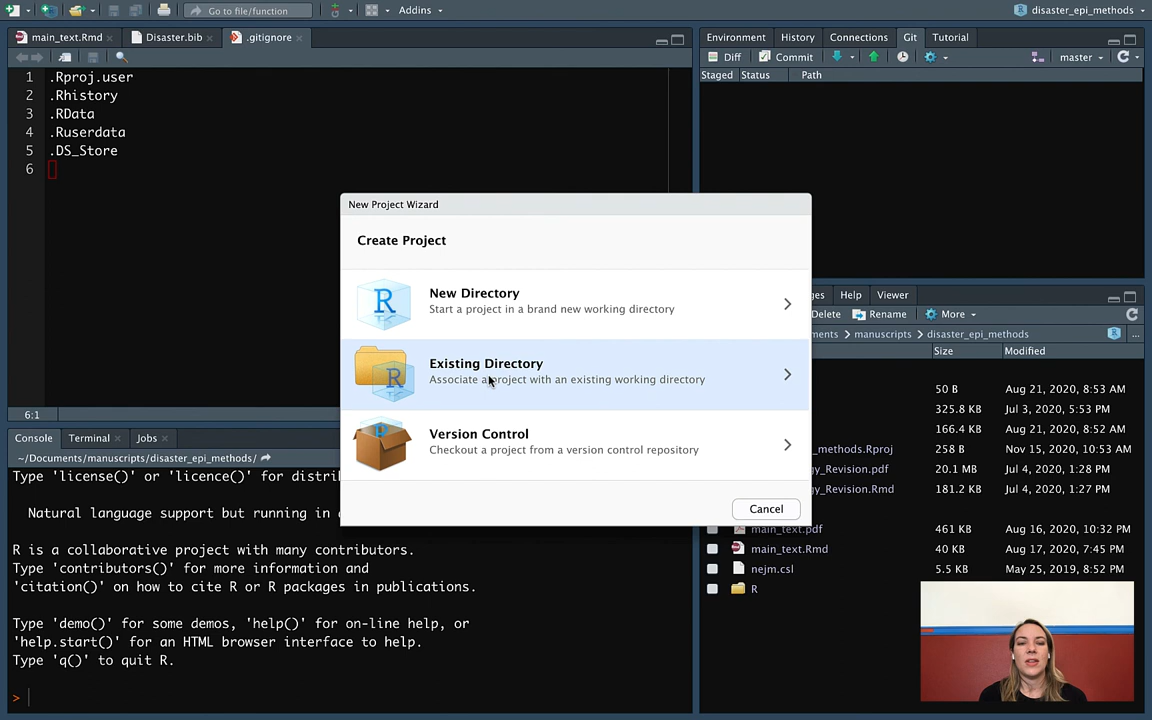 Go to file/function
Addins
disaster_epi_methods
main_text.Rmd
Disaster.bib
.gitignore
1 .Rproj.user
2 .Rhistory
3 .RData
4 .Ruserdata
5 .DS_Store
6
6:1
Environment History Connections Git Tutorial
Diff Commit master
Staged Status Path
New Project Wizard
Create Project
New Directory
Start a project in a brand new working directory
Existing Directory
Associate a project with an existing working directory
Version Control
Checkout a project from a version control repository
Cancel
Help Viewer
Delete Rename More
manuscripts disaster_epi_methods ...
Size Modified
50 B Aug 21, 2020, 8:53 AM
325.8 KB Jul 3, 2020, 5:53 PM
166.4 KB Aug 21, 2020, 8:52 AM
_methods.Rproj 258 B Nov 15, 2020, 10:53 AM
gy_Revision.pdf 20.1 MB Jul 4, 2020, 1:28 PM
gy_Revision.Rmd 181.2 KB Jul 4, 2020, 1:27 PM
main_text.pdf 461 KB Aug 16, 2020, 10:32 PM
main_text.Rmd 40 KB Aug 17, 2020, 7:45 PM
nejm.csl 5.5 KB May 25, 2019, 8:52 PM
R
Console Terminal Jobs
~/Documents/manuscripts/disaster_epi_methods/
Type 'license()' or 'licence()' for distri
Natural language support but running in
R is a collaborative project with many contributors.
Type 'contributors()' for more information and
'citation()' on how to cite R or R packages in publications.
Type 'demo()' for some demos, 'help()' for on-line help, or
'help.start()' for an HTML browser interface to help.
Type 'q()' to quit R.
>